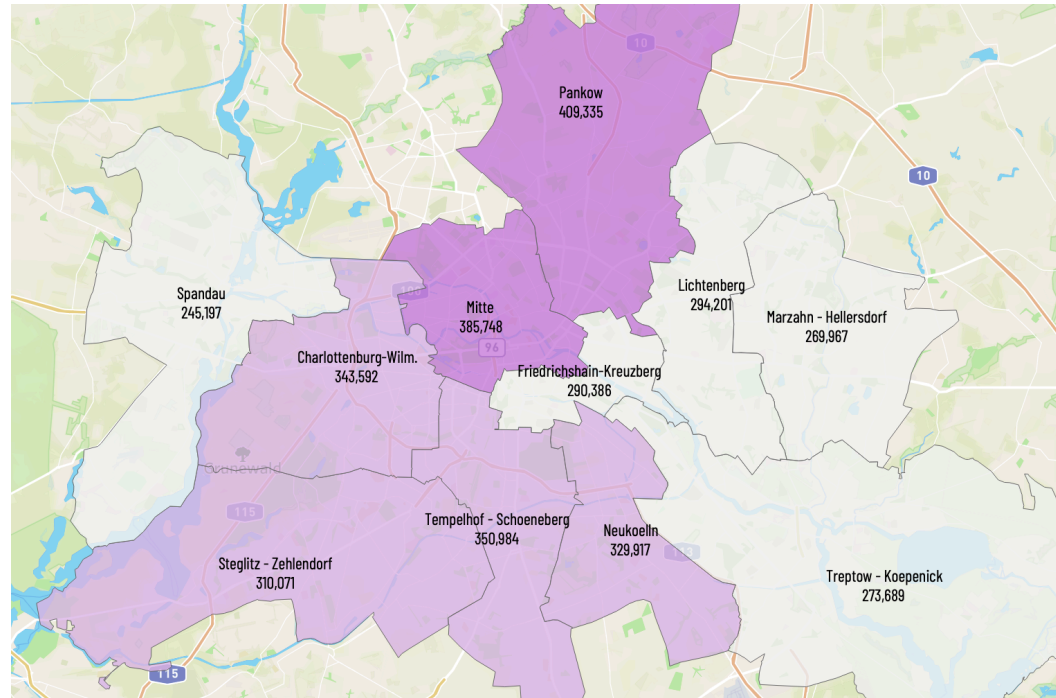 10
Pankow
409,335
10
Spandau
245,197
100
Mitte
385,748
96
Lichtenberg
294,201
Marzahn - Hellersdorf
269,967
Charlottenburg-Wilm.
343,592
Friedrichshain-Kreuzberg
290,386
Grunewald
115
Tempelhof - Schoeneberg
350,984
Neukoelln
329,917
113
Steglitz - Zehlendorf
310,071
Treptow - Koepenick
273,689
115